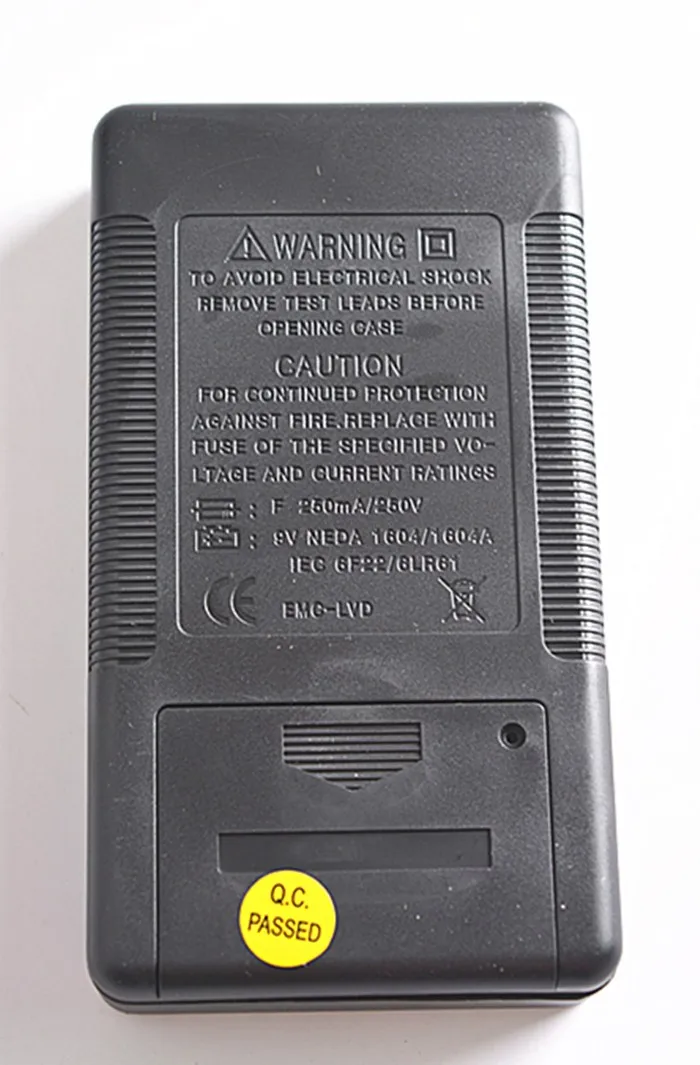 WARNING
TO AVOID ELECTRICAL SHOCK
REMOVE TEST LEADS BEFORE
OPENING CASE
CAUTION
FOR CONTINUED PROTECTION
AGAINST FIRE.REPLACE WITH
FUSE OF THE SPECIFIED VO-
LTAGE AND CURRENT RATINGS
: F 250mA/250V
: 9V NEDA 1604/1604A
IEC 6F22/6LR61
CE EMC-LVD
Q.C.
PASSED